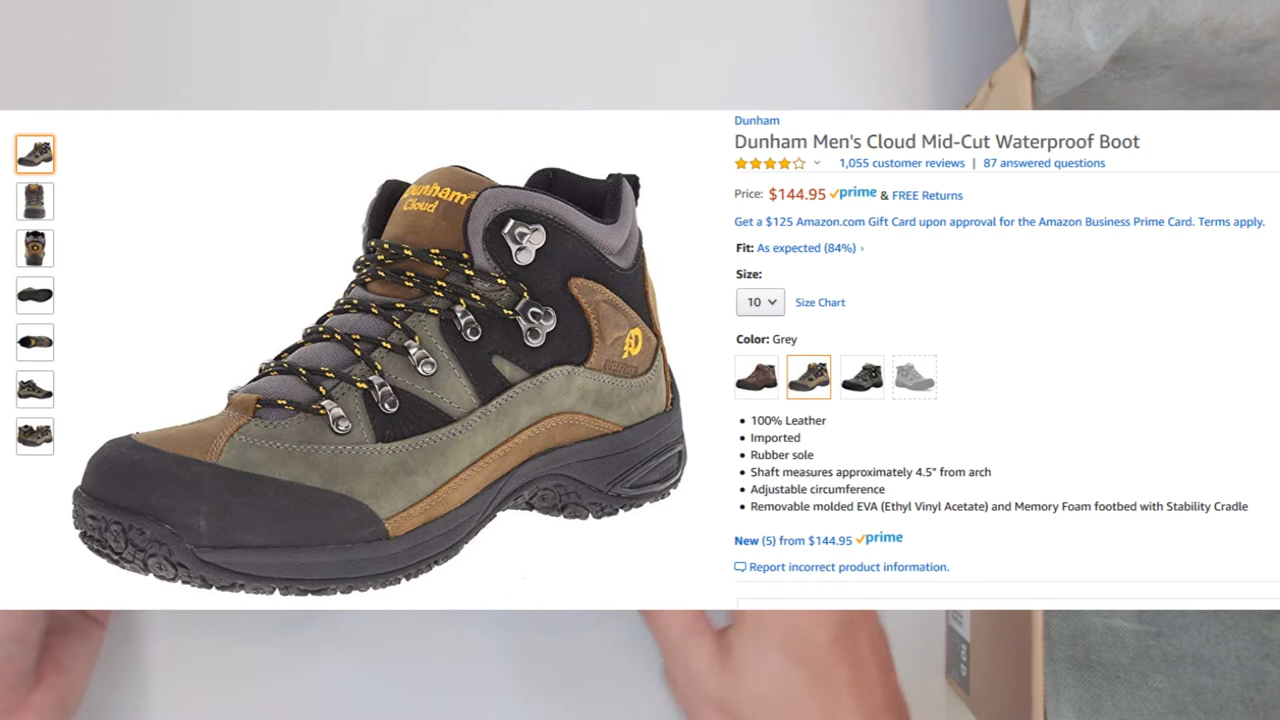 Dunham
Dunham Men's Cloud Mid-Cut Waterproof Boot
1,055 customer reviews | 87 answered questions
Price: $144.95 prime & FREE Returns
Get a $125 Amazon.com Gift Card upon approval for the Amazon Business Prime Card. Terms apply.
Fit: As expected (84%) ›
Size:
10 Size Chart
Color: Grey
• 100% Leather
• Imported
• Rubber sole
• Shaft measures approximately 4.5" from arch
• Adjustable circumference
• Removable molded EVA (Ethyl Vinyl Acetate) and Memory Foam footbed with Stability Cradle
New (5) from $144.95 prime
Report incorrect product information.
Dunham
Cloud
10 D